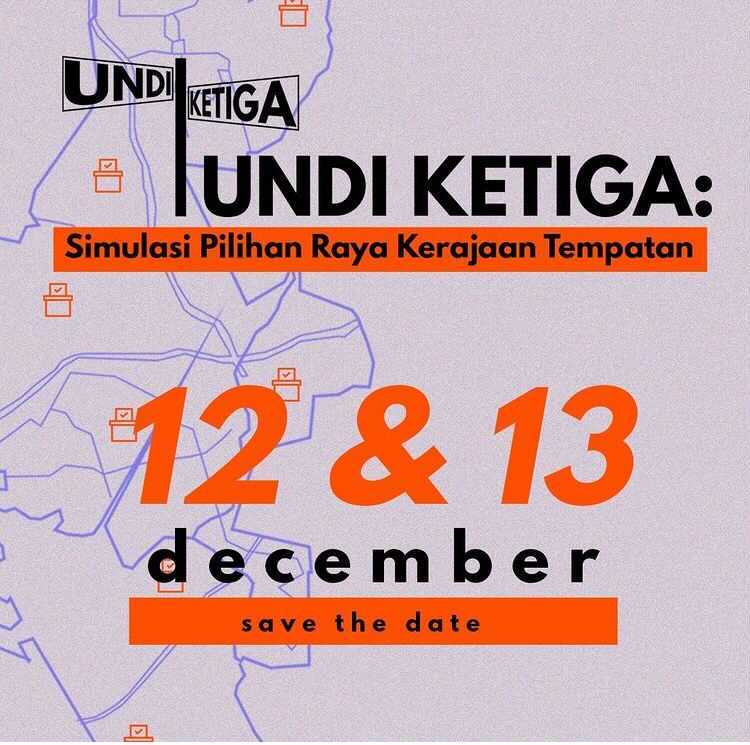 UNDI KETIGA
UNDI KETIGA:
Simulasi Pilihan Raya Kerajaan Tempatan
12 & 13
december
save the date